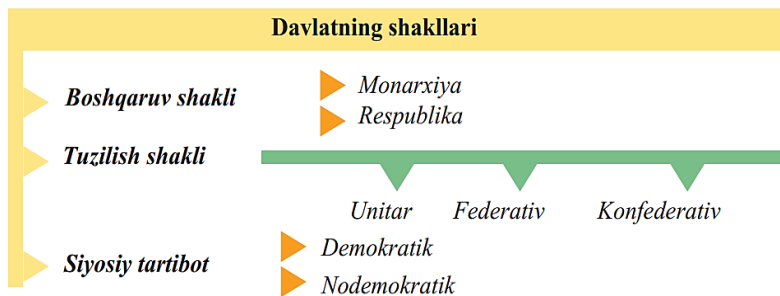 Davlatning shakllari
Boshqaruv shakli
Monarxiya
Respublika
Tuzilish shakli
Unitar Federativ Konfederativ
Siyosiy tartibot
Demokratik
Nodemokratik